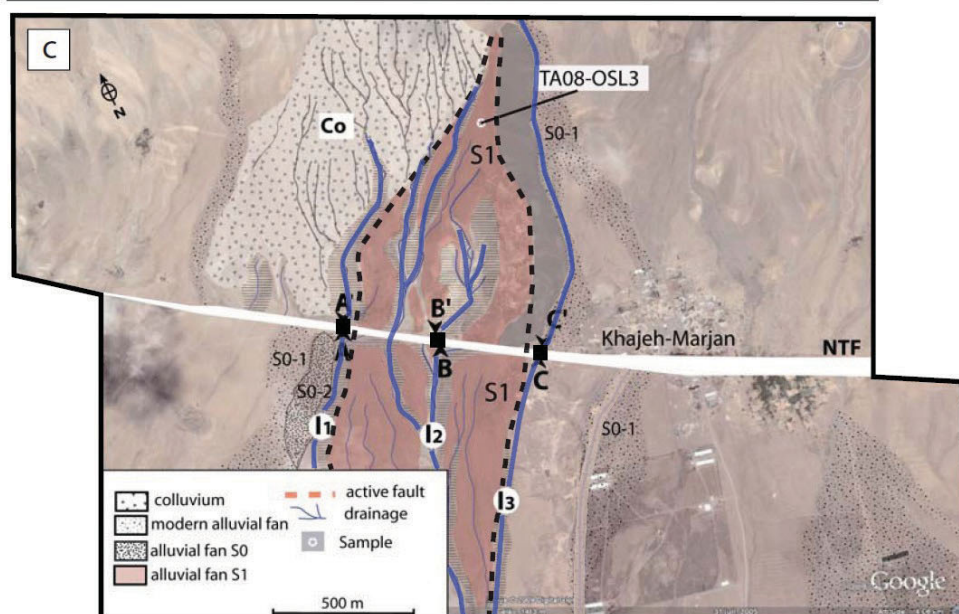 C
N
Co
TA08-OSL3
S0-1
S1
A'
B'
C'
Khajeh-Marjan
NTF
S0-1
A
B
C
S1
S0-2
S0-1
I1
I2
I3
colluvium
modern alluvial fan
alluvial fan S0
alluvial fan S1
active fault
drainage
Sample
500 m
Google